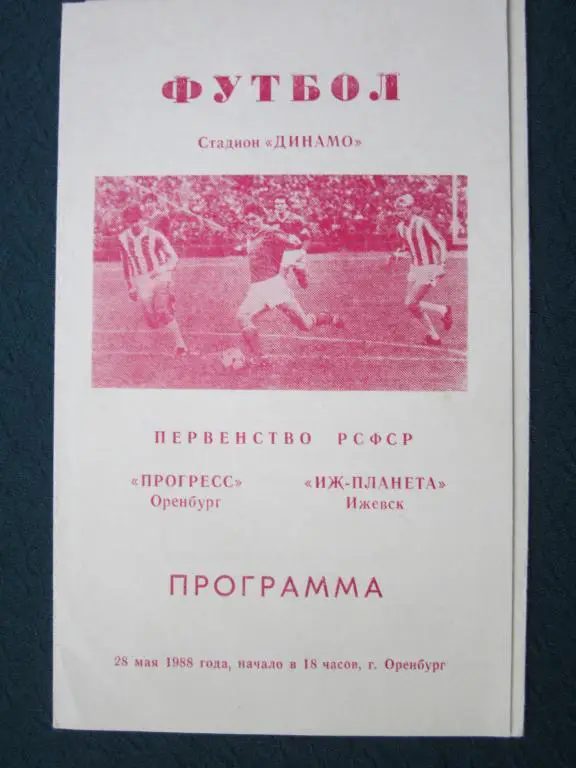 ФУТБОЛ
Стадион «ДИНАМО»
ПЕРВЕНСТВО РСФСР
«ПРОГРЕСС» «ИЖ-ПЛАНЕТА»
Оренбург Ижевск
ПРОГРАММА
28 мая 1988 года, начало в 18 часов, г. Оренбург